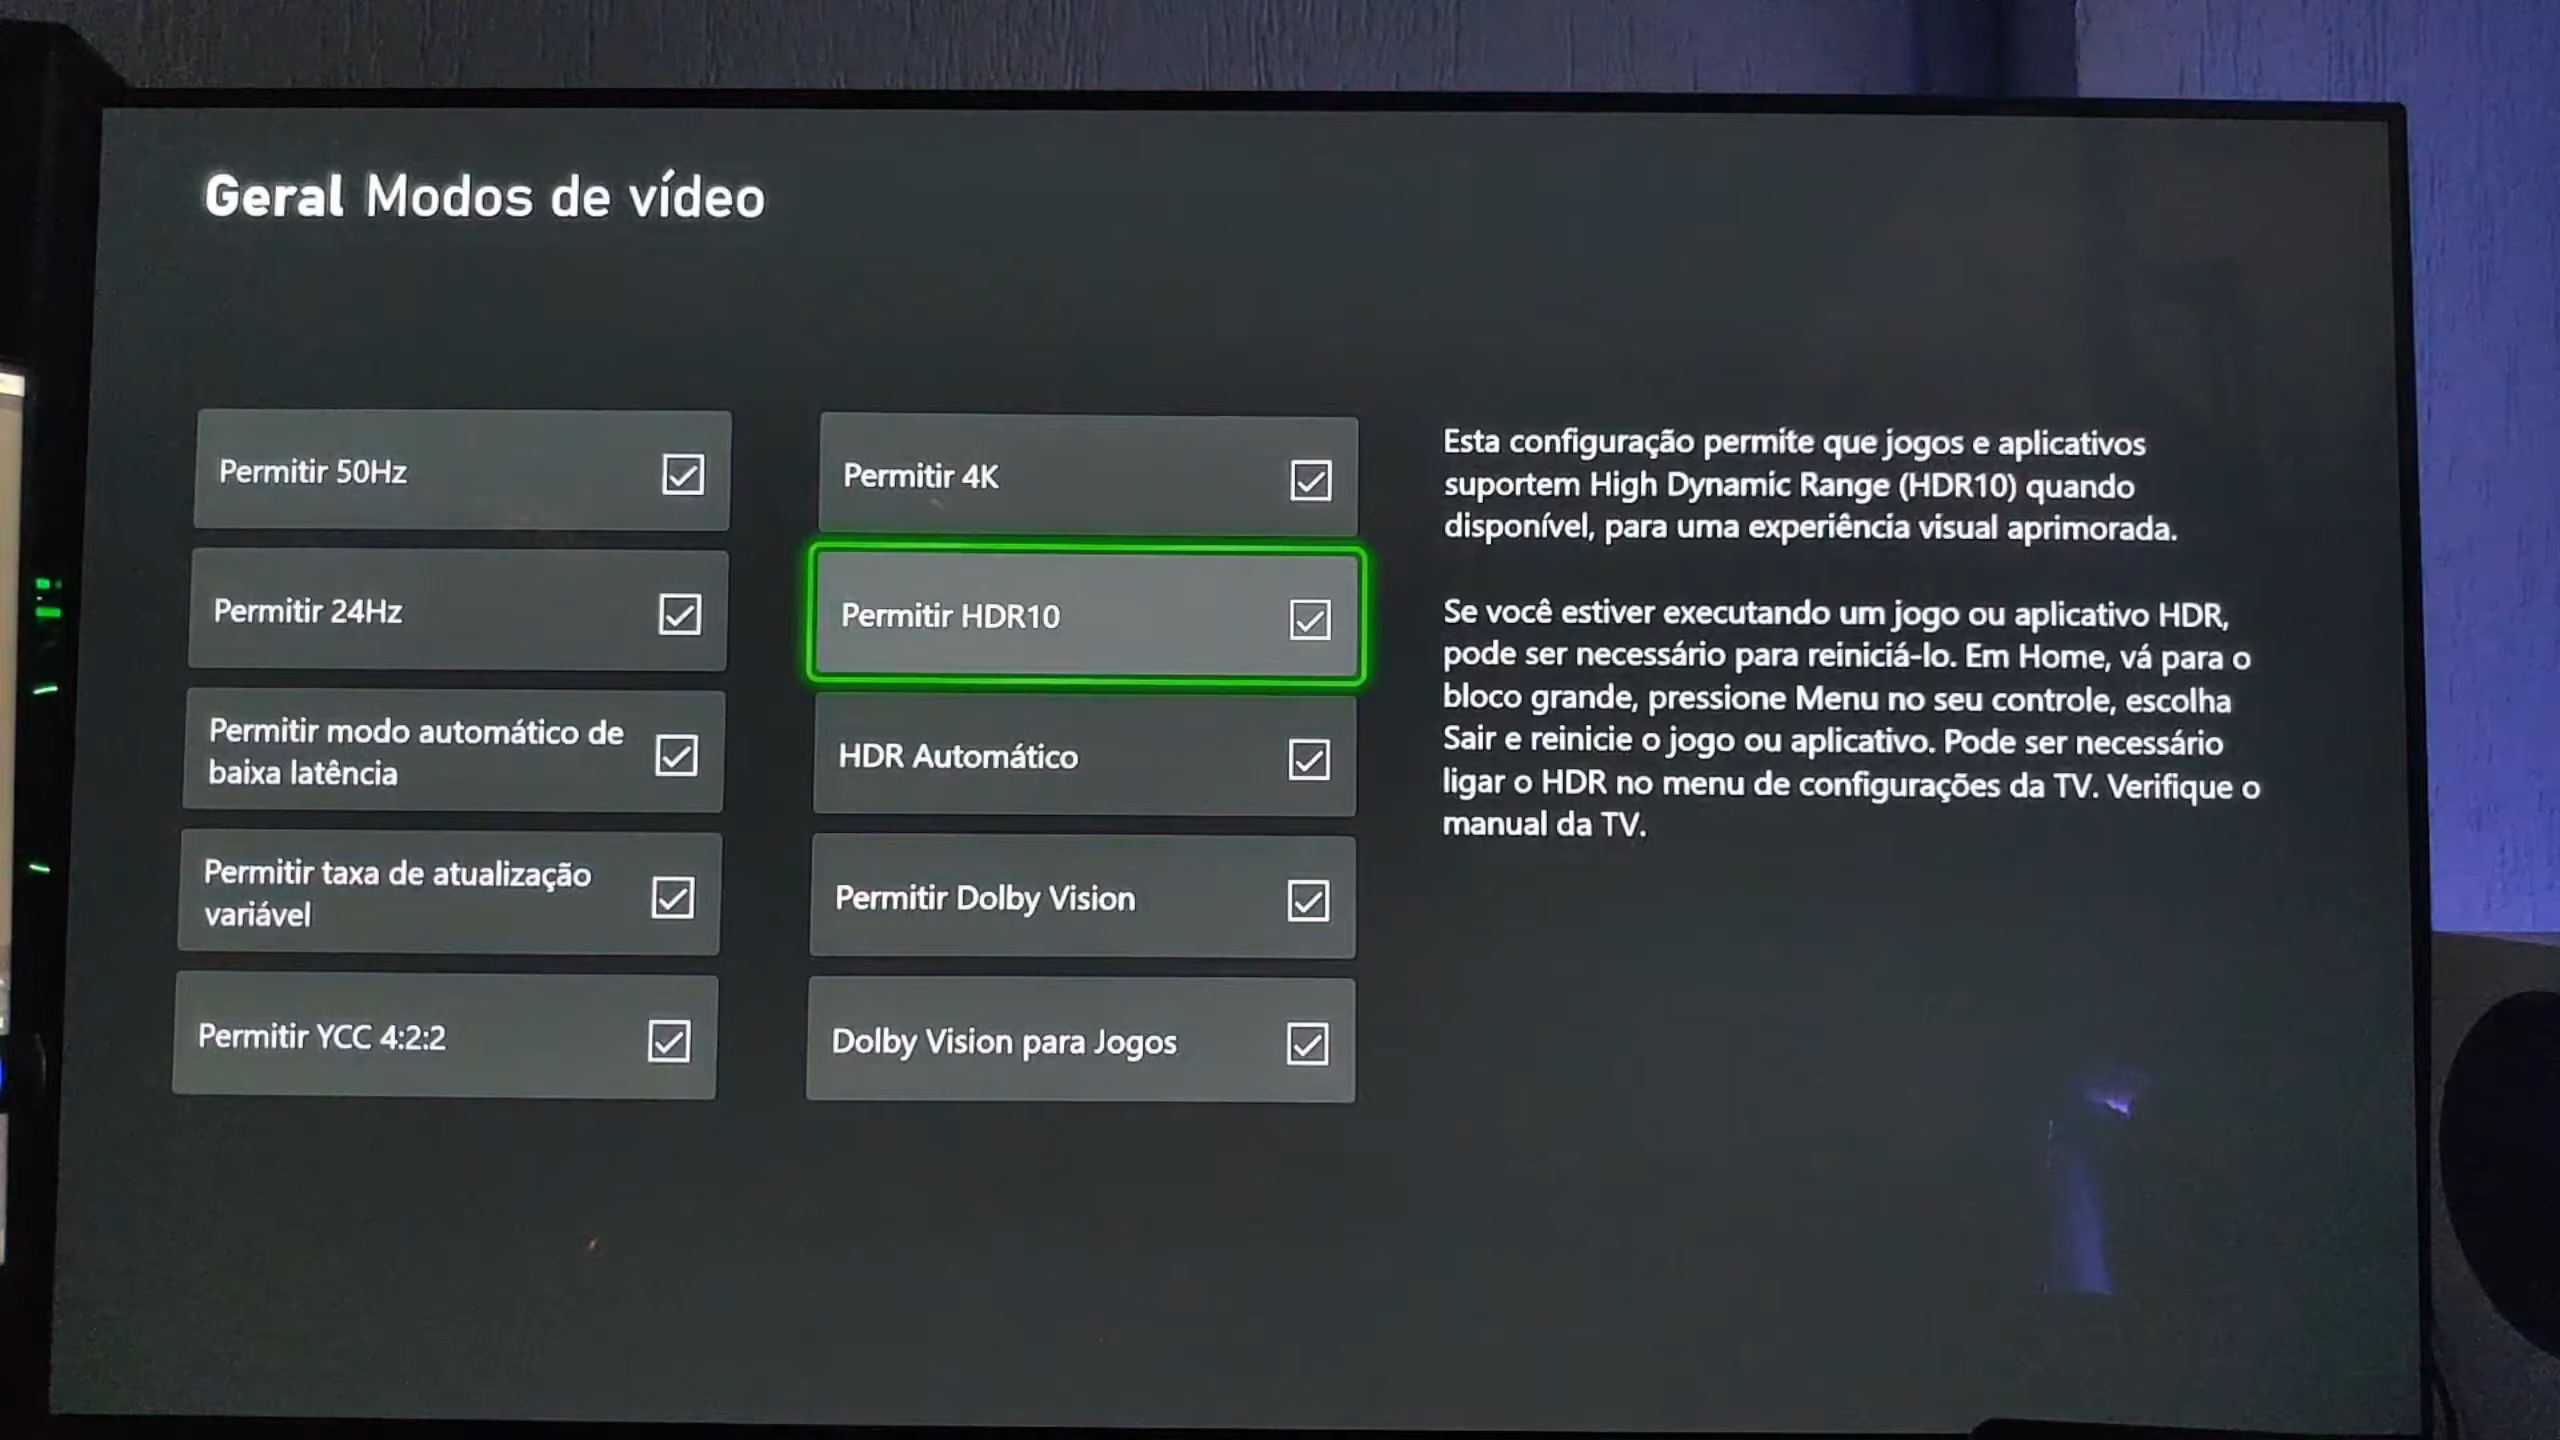 Geral Modos de vídeo
Permitir 50Hz
Permitir 24Hz
Permitir modo automático de
baixa latência
Permitir taxa de atualização
variável
Permitir YCC 4:2:2
Permitir 4K
Permitir HDR10
HDR Automático
Permitir Dolby Vision
Dolby Vision para Jogos
Esta configuração permite que jogos e aplicativos
suportem High Dynamic Range (HDR10) quando
disponível, para uma experiência visual aprimorada.
Se você estiver executando um jogo ou aplicativo HDR,
pode ser necessário para reiniciá-lo. Em Home, vá para o
bloco grande, pressione Menu no seu controle, escolha
Sair e reinicie o jogo ou aplicativo. Pode ser necessário
ligar o HDR no menu de configurações da TV. Verifique o
manual da TV.